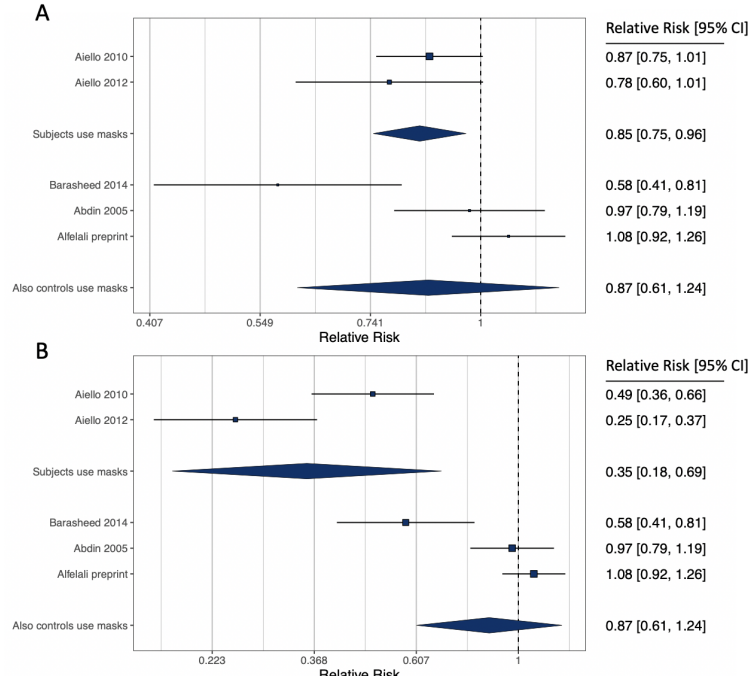 A
Relative Risk [95% CI]
Aiello 2010 0.87 [0.75, 1.01]
Aiello 2012 0.78 [0.60, 1.01]
Subjects use masks 0.85 [0.75, 0.96]
Barasheed 2014 0.58 [0.41, 0.81]
Abdin 2005 0.97 [0.79, 1.19]
Alfelali preprint 1.08 [0.92, 1.26]
Also controls use masks 0.87 [0.61, 1.24]
0.407 0.549 0.741 1
Relative Risk
B
Relative Risk [95% CI]
Aiello 2010 0.49 [0.36, 0.66]
Aiello 2012 0.25 [0.17, 0.37]
Subjects use masks 0.35 [0.18, 0.69]
Barasheed 2014 0.58 [0.41, 0.81]
Abdin 2005 0.97 [0.79, 1.19]
Alfelali preprint 1.08 [0.92, 1.26]
Also controls use masks 0.87 [0.61, 1.24]
0.223 0.368 0.607 1
Relative Risk